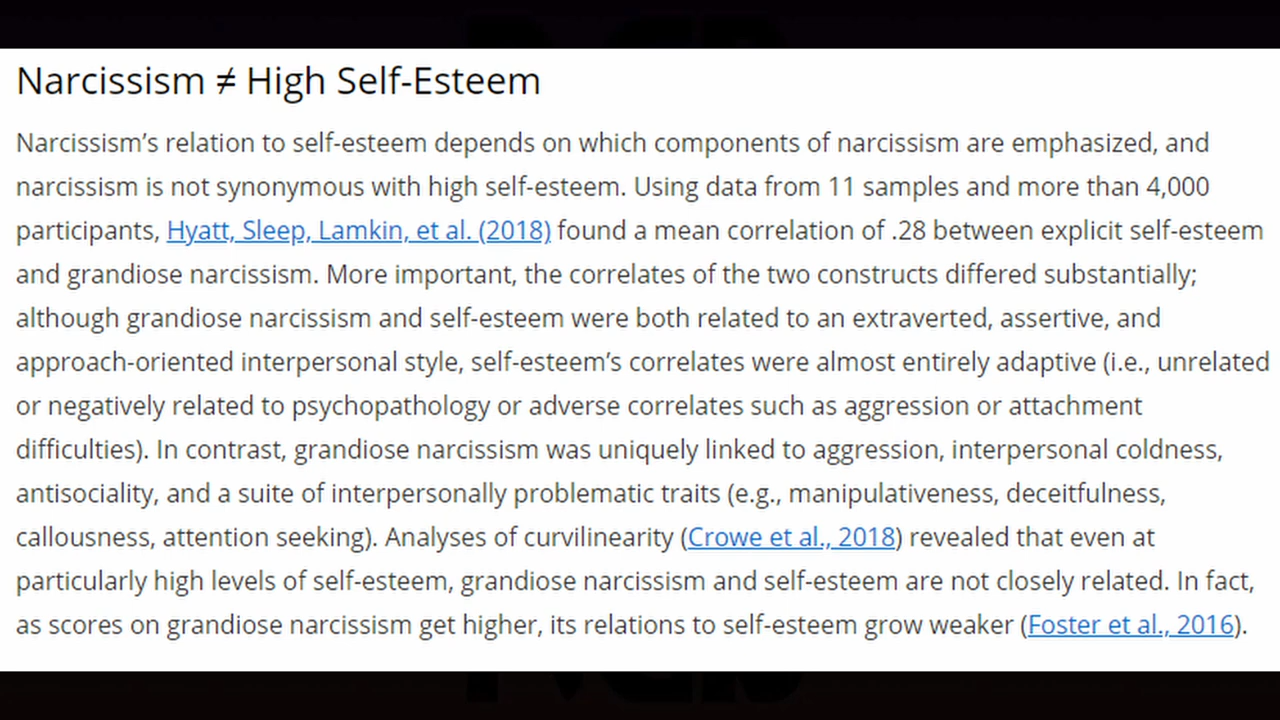 Narcissism ≠ High Self-Esteem
Narcissism’s relation to self-esteem depends on which components of narcissism are emphasized, and
narcissism is not synonymous with high self-esteem. Using data from 11 samples and more than 4,000
participants, Hyatt, Sleep, Lamkin, et al. (2018) found a mean correlation of .28 between explicit self-esteem
and grandiose narcissism. More important, the correlates of the two constructs differed substantially;
although grandiose narcissism and self-esteem were both related to an extraverted, assertive, and
approach-oriented interpersonal style, self-esteem’s correlates were almost entirely adaptive (i.e., unrelated
or negatively related to psychopathology or adverse correlates such as aggression or attachment
difficulties). In contrast, grandiose narcissism was uniquely linked to aggression, interpersonal coldness,
antisociality, and a suite of interpersonally problematic traits (e.g., manipulativeness, deceitfulness,
callousness, attention seeking). Analyses of curvilinearity (Crowe et al., 2018) revealed that even at
particularly high levels of self-esteem, grandiose narcissism and self-esteem are not closely related. In fact,
as scores on grandiose narcissism get higher, its relations to self-esteem grow weaker (Foster et al., 2016).